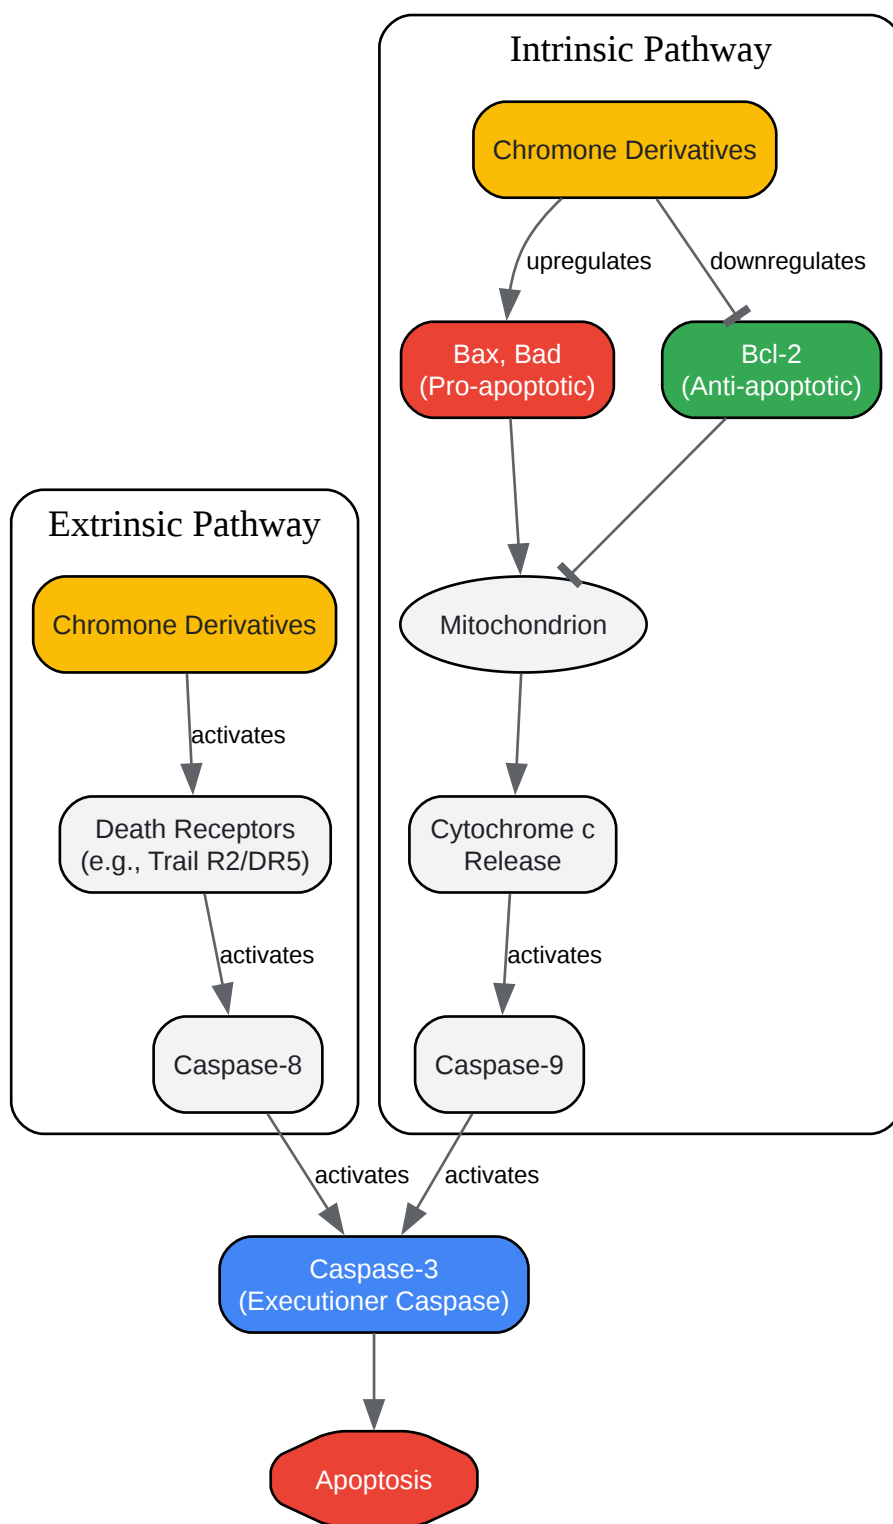 Intrinsic Pathway
Chromone Derivatives
upregulates
downregulates
Bax, Bad
(Pro-apoptotic)
Bcl-2
(Anti-apoptotic)
Extrinsic Pathway
Chromone Derivatives
Mitochondrion
activates
Death Receptors
(e.g., Trail R2/DR5)
Cytochrome c
Release
activates
activates
Caspase-8
Caspase-9
activates
activates
Caspase-3
(Executioner Caspase)
Apoptosis